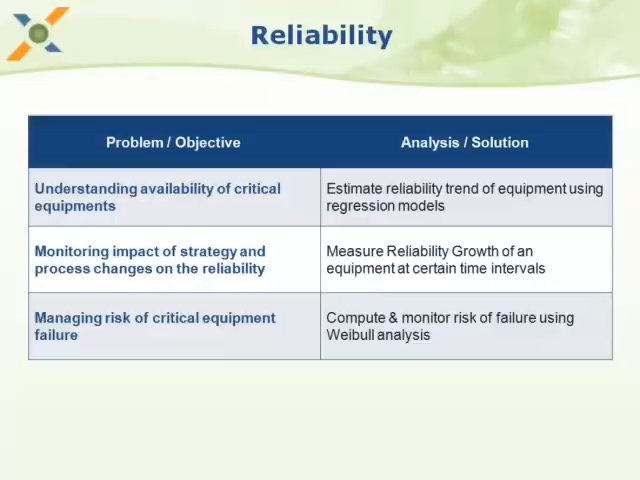 Reliability
Problem / Objective
Analysis / Solution
Understanding availability of critical
equipments
Estimate reliability trend of equipment using
regression models
Monitoring impact of strategy and
process changes on the reliability
Measure Reliability Growth of an
equipment at certain time intervals
Managing risk of critical equipment
failure
Compute & monitor risk of failure using
Weibull analysis